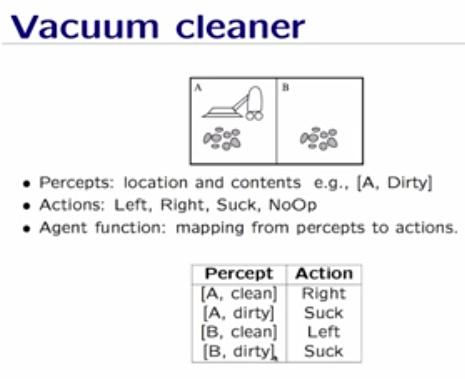 Vacuum cleaner
A B
• Percepts: location and contents e.g., [A, Dirty]
• Actions: Left, Right, Suck, NoOp
• Agent function: mapping from percepts to actions.
Percept Action
[A, clean] Right
[A, dirty] Suck
[B, clean] Left
[B, dirty] Suck